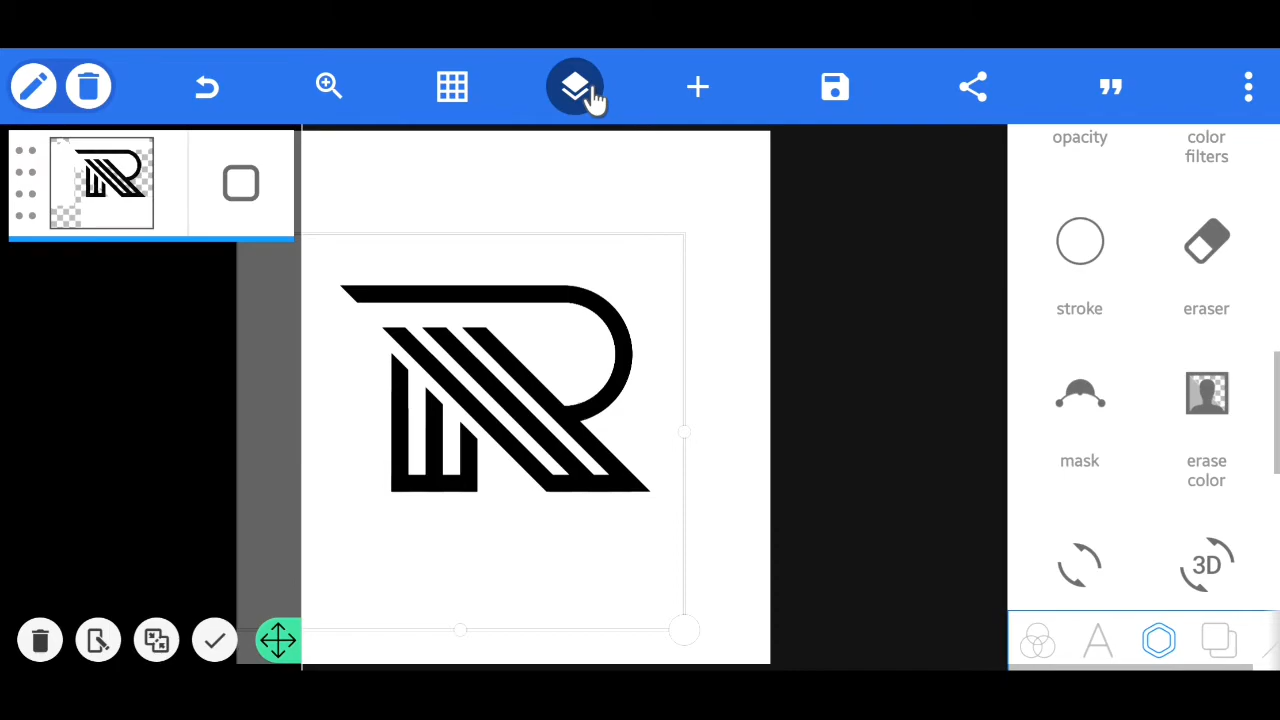 opacity
color
filters
stroke
eraser
mask
erase
color
3D
R